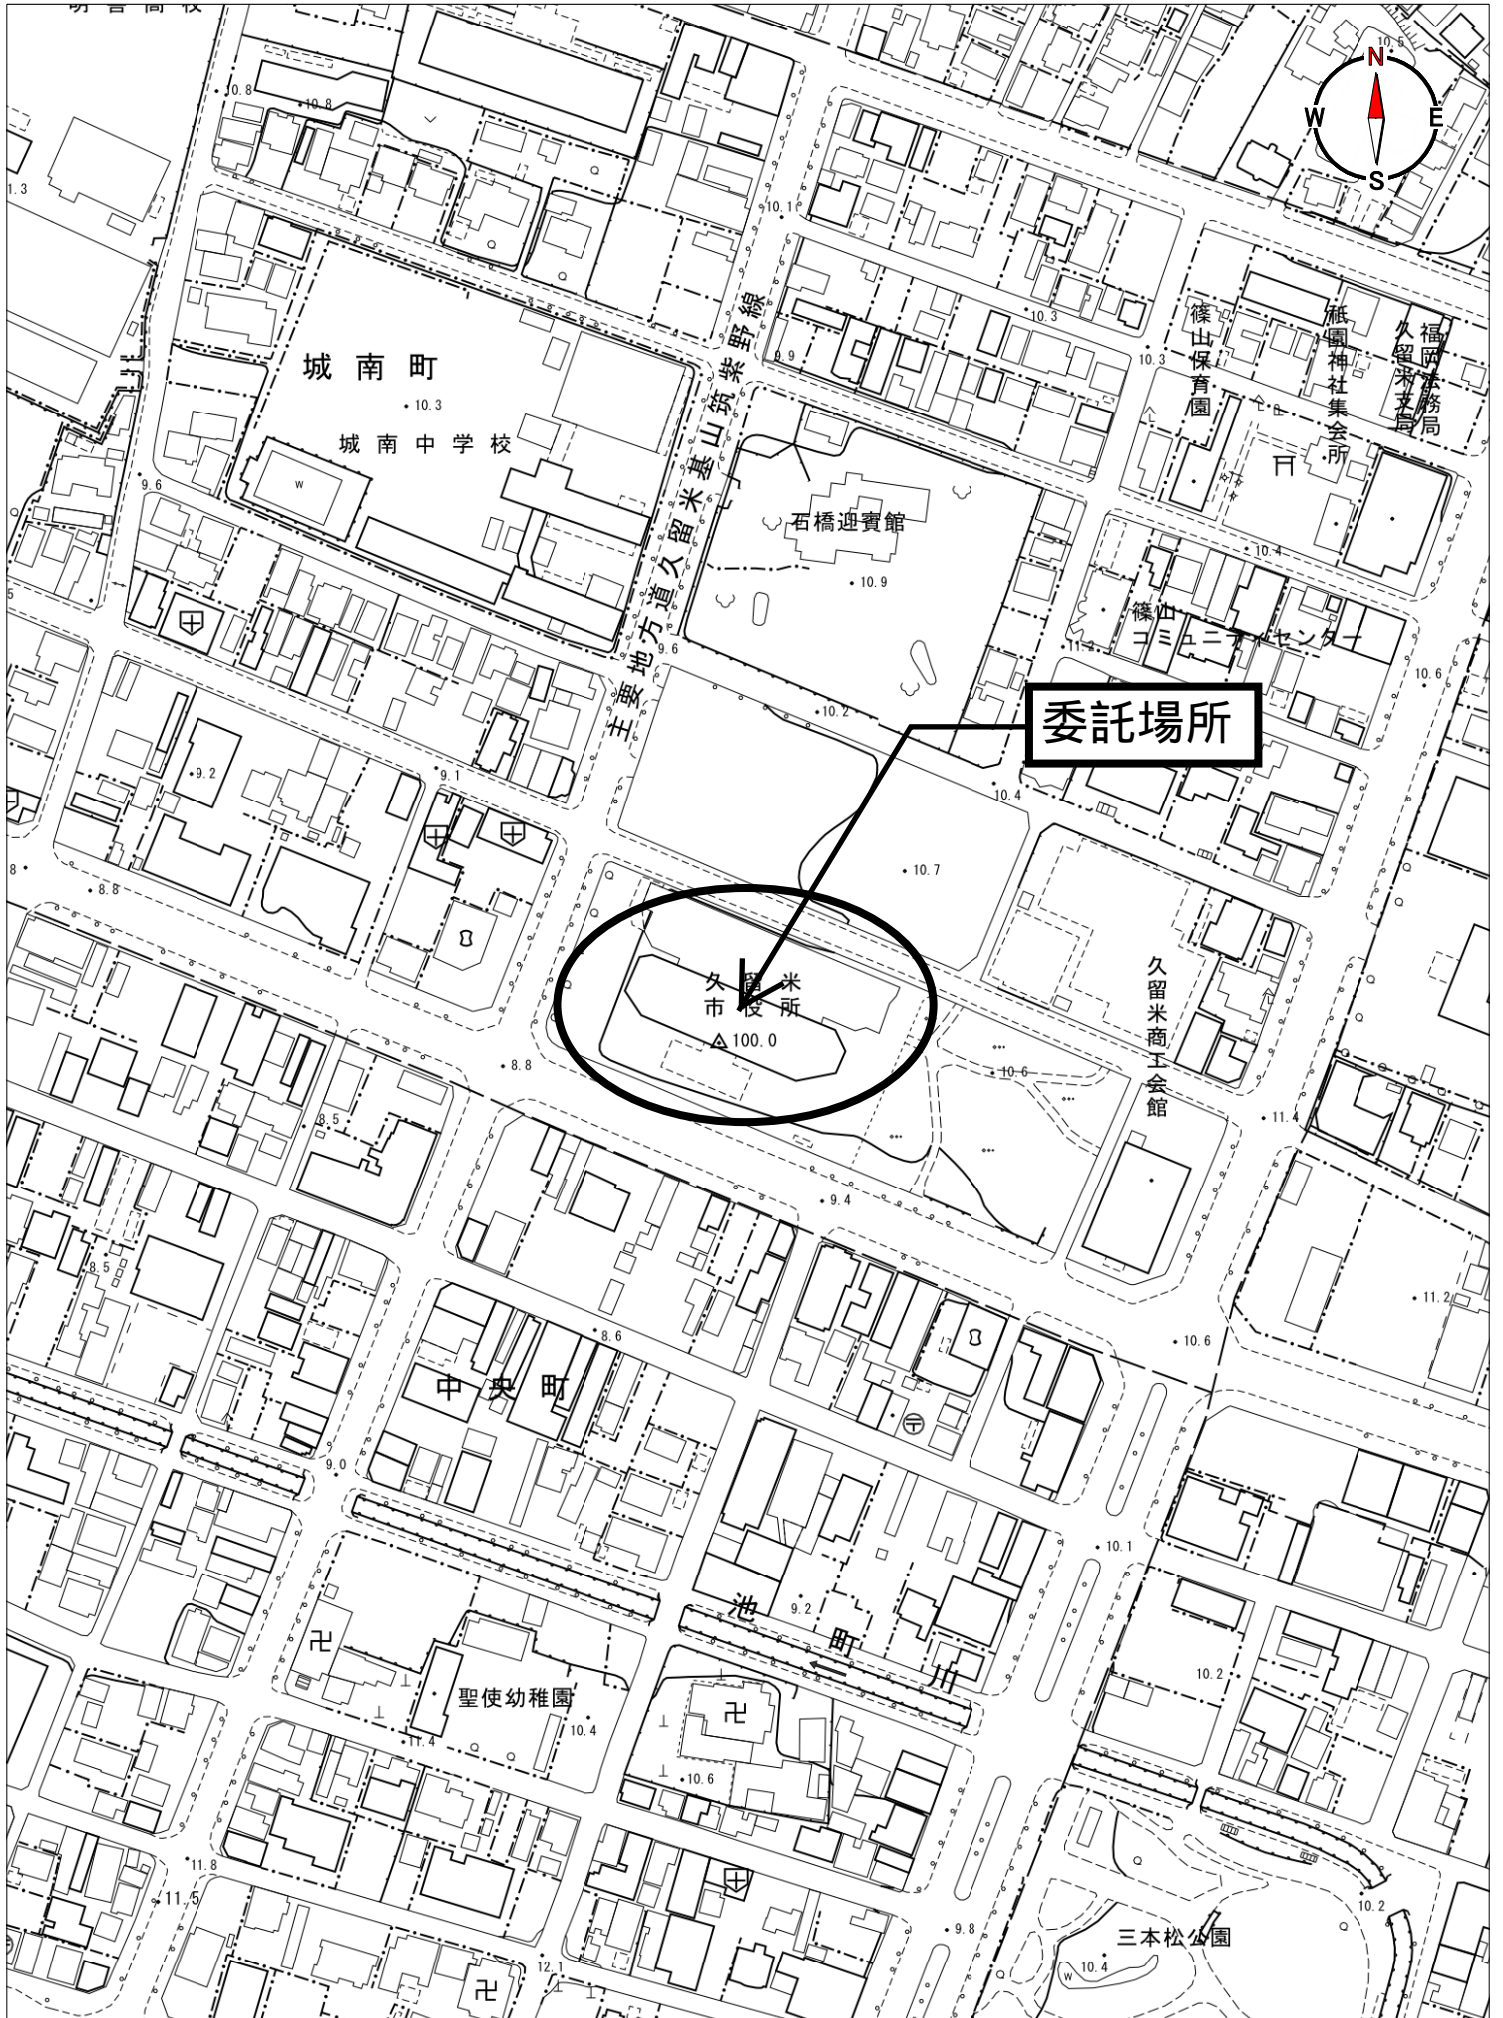 10.5
N
W
E
S
10.8
10.8
1.3
10.1
10.3
9.9
10.3
城南町
10.3
城南中学校
W
9.6
主要地方道久留米基山筑紫野線
篠山保育園
祇園神社集会所
福岡法務局
久留米支局
石橋迎賓館
10.9
10.4
篠山
コミュニティセンター
11.2
9.6
10.6
10.2
委託場所
9.2
9.1
10.4
10.7
8
8.8
久留米
市役所
100.0
久留米商工会館
8.8
10.6
11.4
8.5
9.4
8.5
11.2
8.6
10.6
中央町
9.0
10.1
9.2
池町川
10.2
聖使幼稚園
10.4
11.4
10.6
11.8
11.5
10.2
9.8
三本松公園
10.4
W
12.1